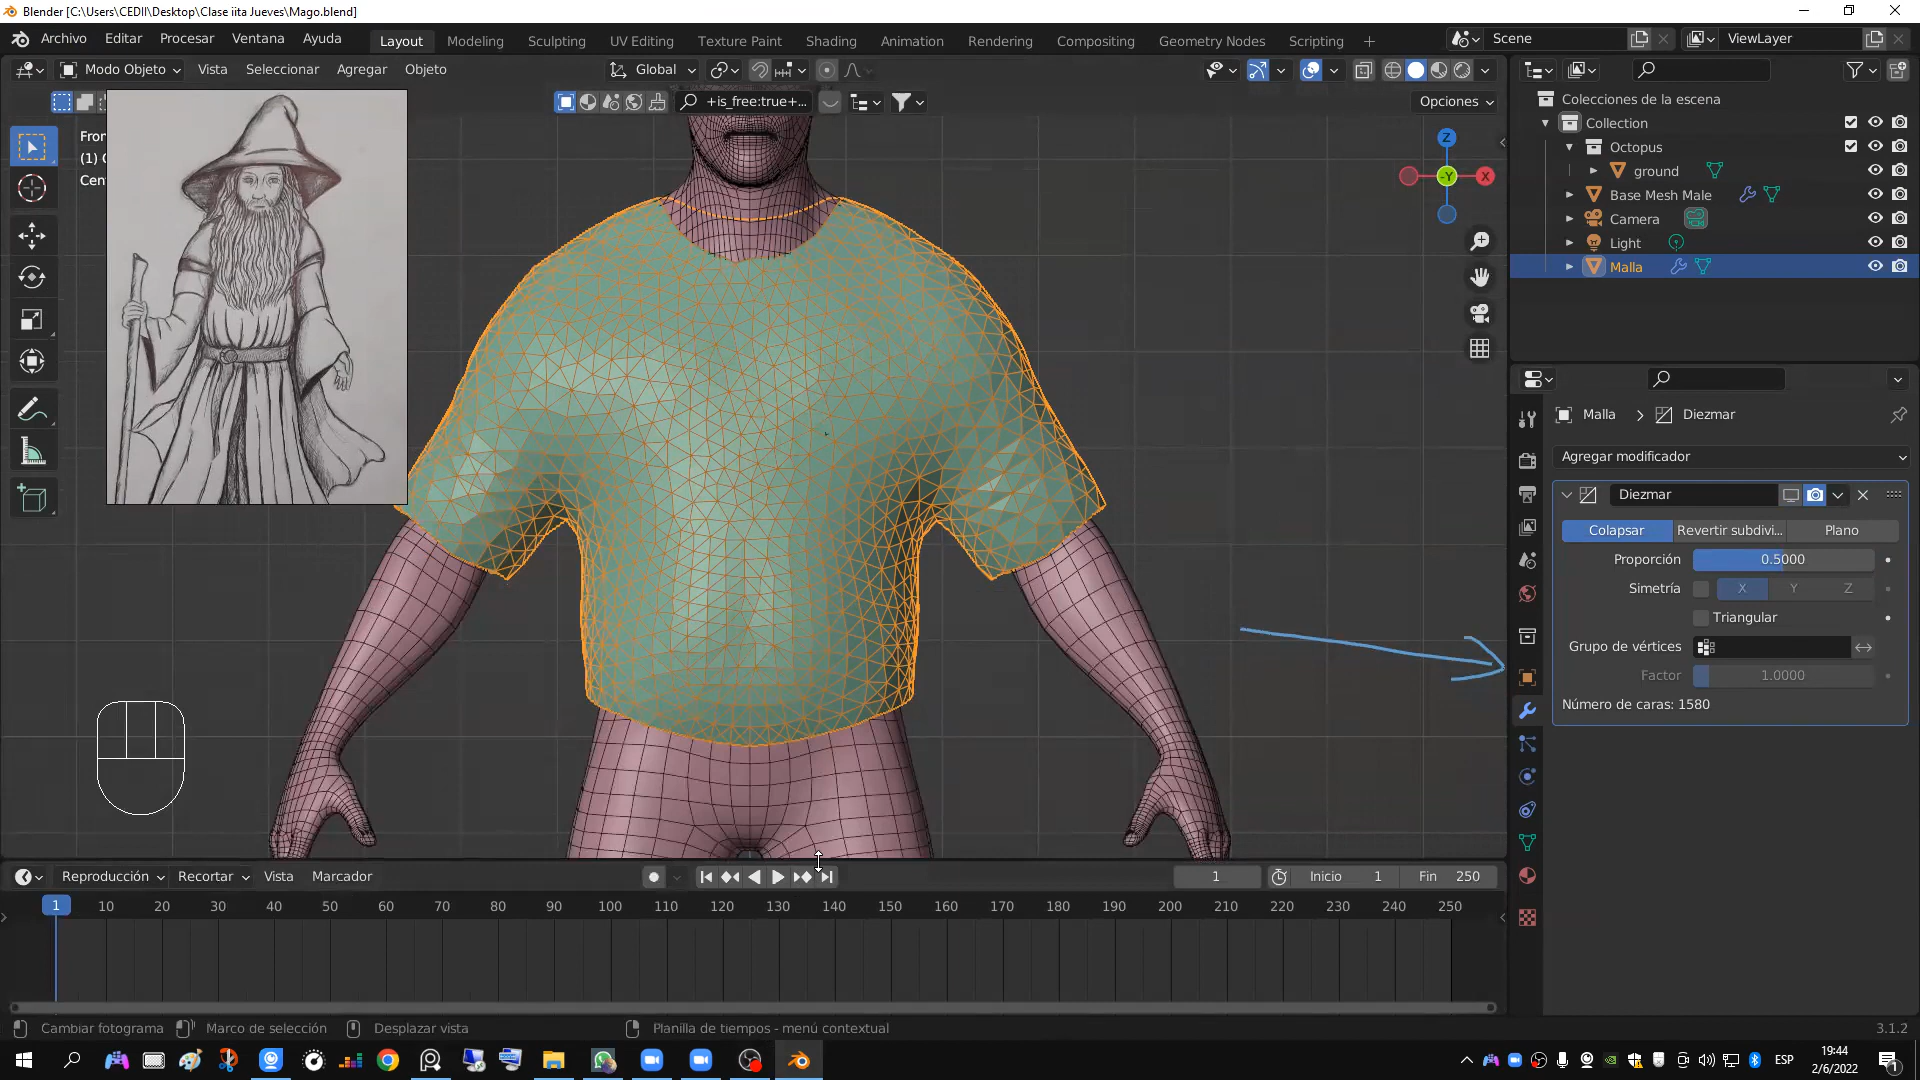 Blender [C:\Users\CEDII\Desktop\Clase iita Jueves\Mago.blend]
Archivo Editar Procesar Ventana Ayuda Layout Modeling Sculpting UV Editing Texture Paint Shading Animation Rendering Compositing Geometry Nodes Scripting Scene ViewLayer
Modo Objeto Vista Seleccionar Agregar Objeto Global
+is_free:true+... Opciones
Colecciones de la escena
Collection
Octopus
ground
Base Mesh Male
Camera
Light
Malla
Fron
(1) C
Cen
Z
-Y
X
Malla > Diezmar
Agregar modificador
Diezmar
Colapsar Revertir subdivi... Plano
Proporción 0.5000
Simetría X Y Z
Triangular
Grupo de vértices
Factor 1.0000
Número de caras: 1580
Reproducción Recortar Vista Marcador 1 Inicio 1 Fin 250
1 10 20 30 40 50 60 70 80 90 100 110 120 130 140 150 160 170 180 190 200 210 220 230 240 250
Cambiar fotograma Marco de selección Desplazar vista Planilla de tiempos - menú contextual 3.1.2
ESP
19:44
2/6/2022
1